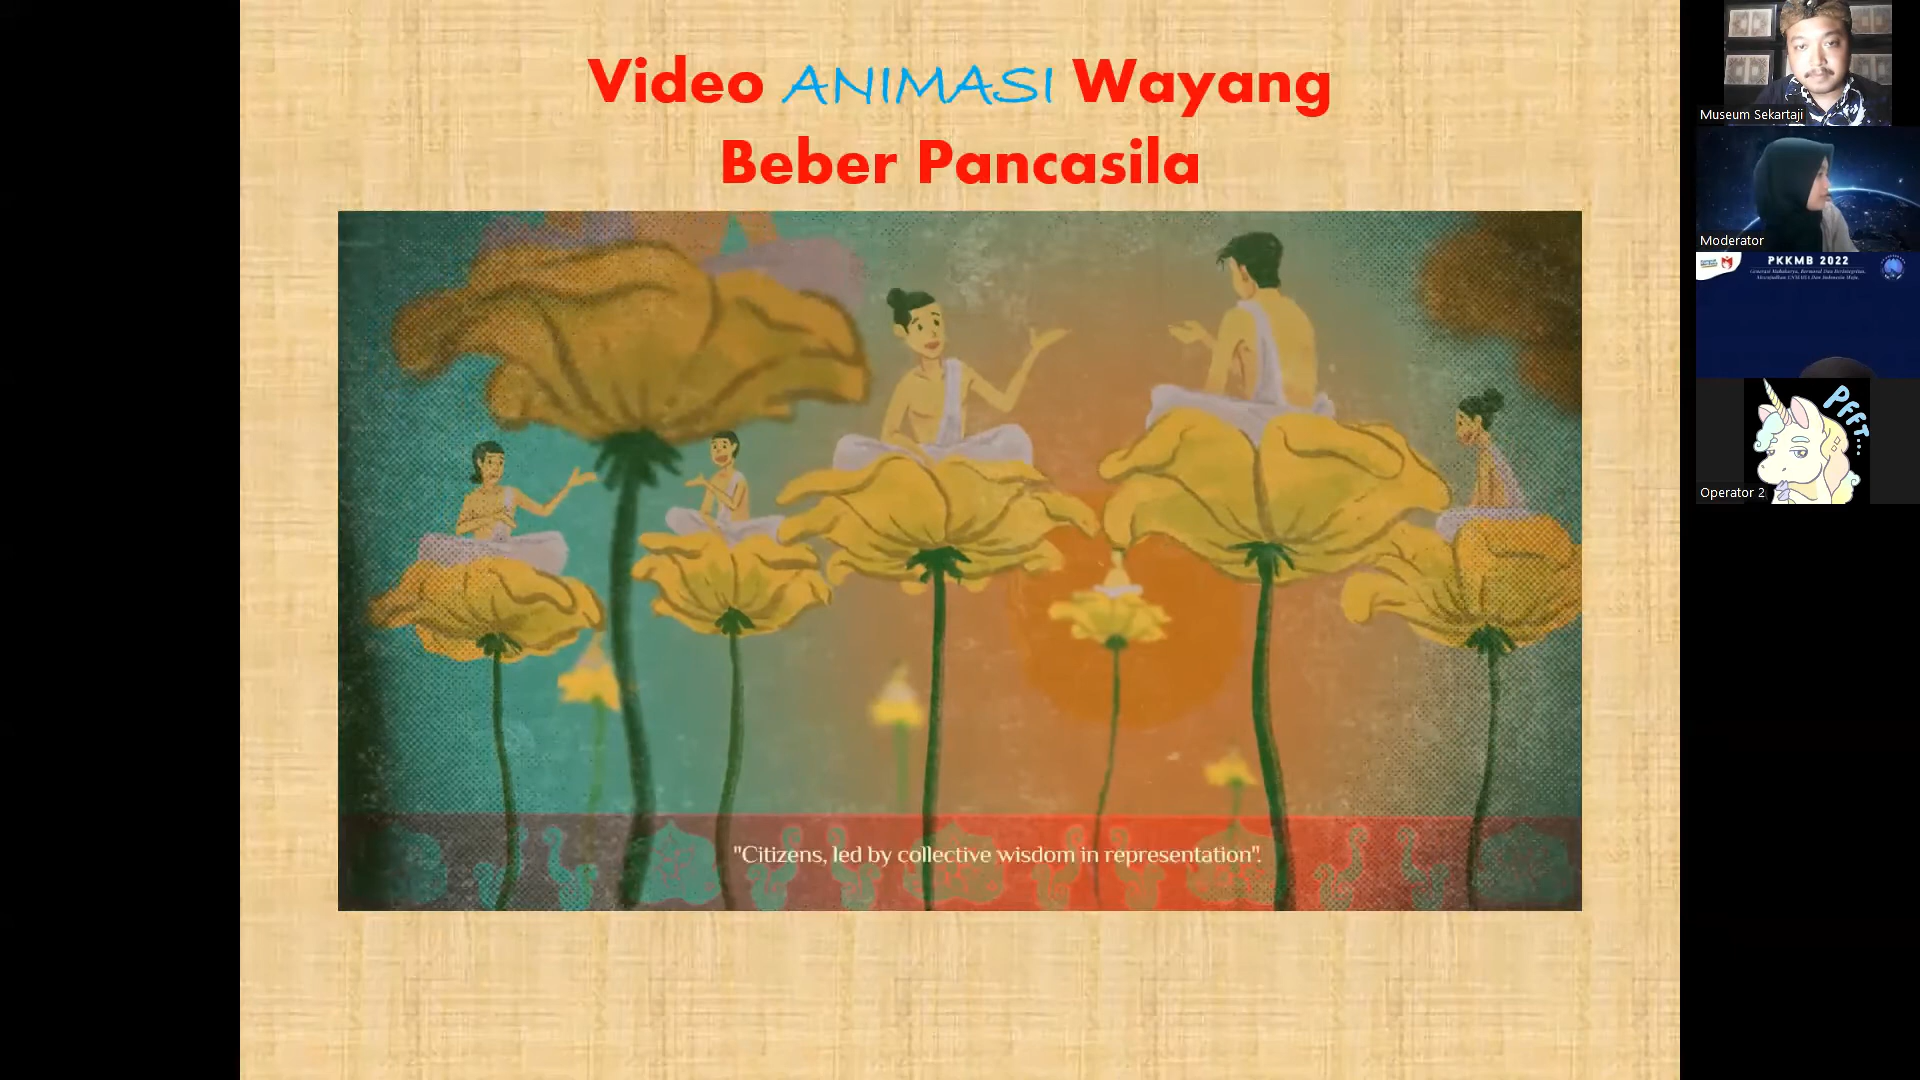 Video ANIMASI Wayang
Beber Pancasila
"Citizens, led by collective wisdom in representation".
Museum Sekartaji
Moderator
PKKMB 2022
PFFT...
Operator 2